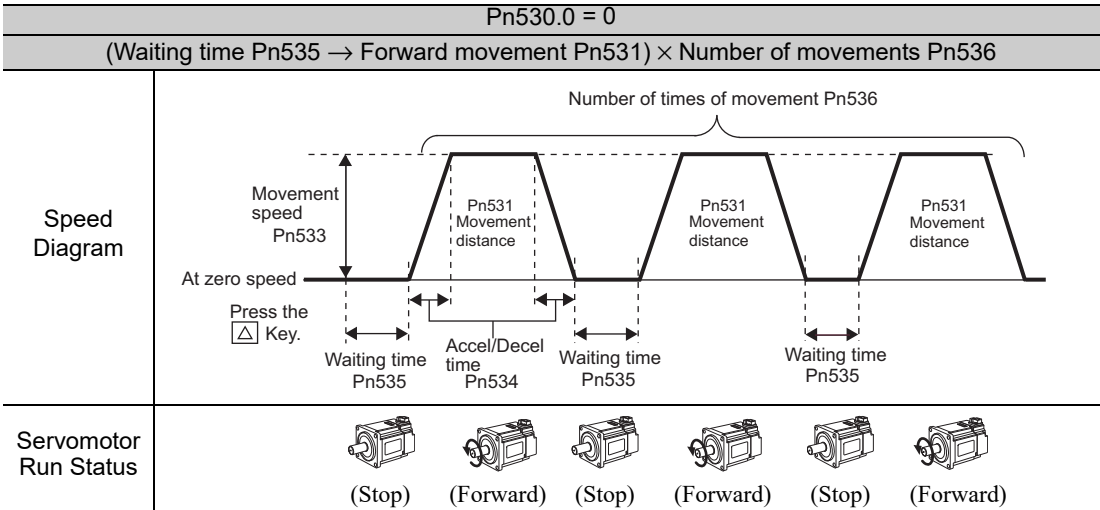 Pn530.0 = 0
(Waiting time Pn535 → Forward movement Pn531) × Number of movements Pn536
Speed
Diagram
Number of times of movement Pn536
Movement
speed
Pn533
Pn531
Movement
distance
Pn531
Movement
distance
Pn531
Movement
distance
At zero speed
Press the
△ Key.
Waiting time
Pn535
Accel/Decel
time
Pn534
Waiting time
Pn535
Waiting time
Pn535
Servomotor
Run Status
(Stop) (Forward) (Stop) (Forward) (Stop) (Forward)